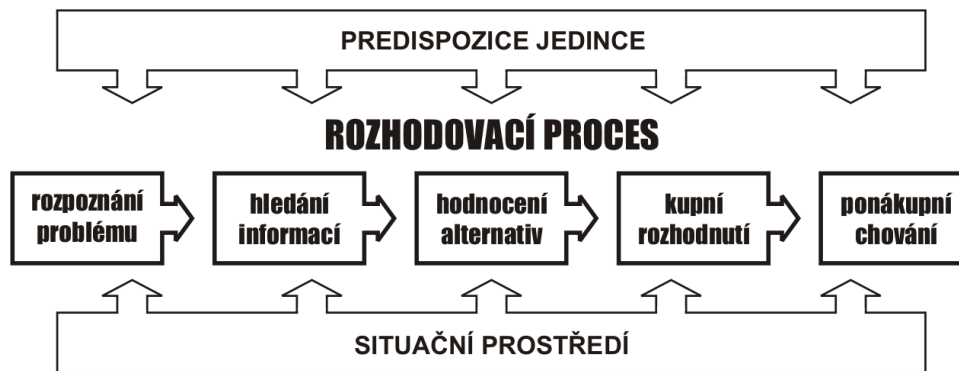 PREDISPOZICE JEDINCE
ROZHODOVACÍ PROCES
rozpoznání
problému
hledání
informací
hodnocení
alternativ
kupní
rozhodnutí
ponákupní
chování
SITUAČNÍ PROSTŘEDÍ